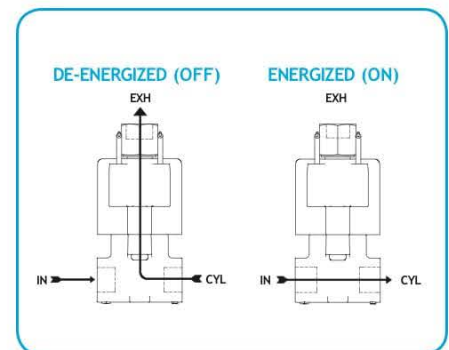 DE-ENERGIZED (OFF)
EXH
IN
CYL
ENERGIZED (ON)
EXH
IN
CYL